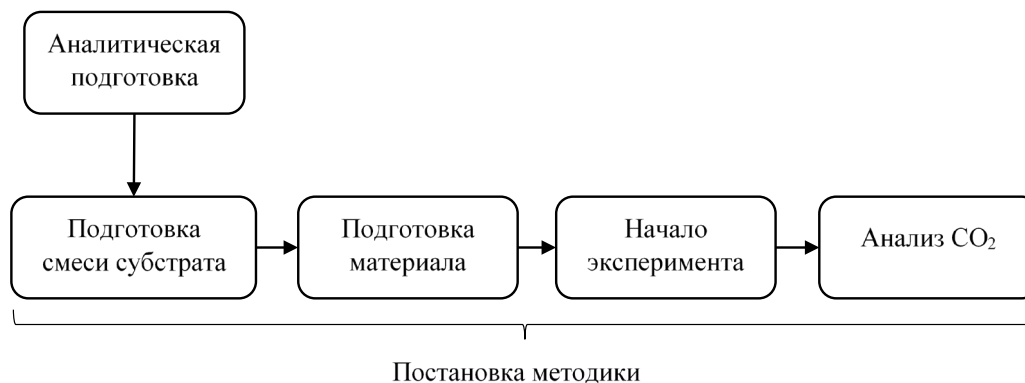 Аналитическая
подготовка
Подготовка
смеси субстрата
Подготовка
материала
Начало
эксперимента
Анализ CO₂
Постановка методики